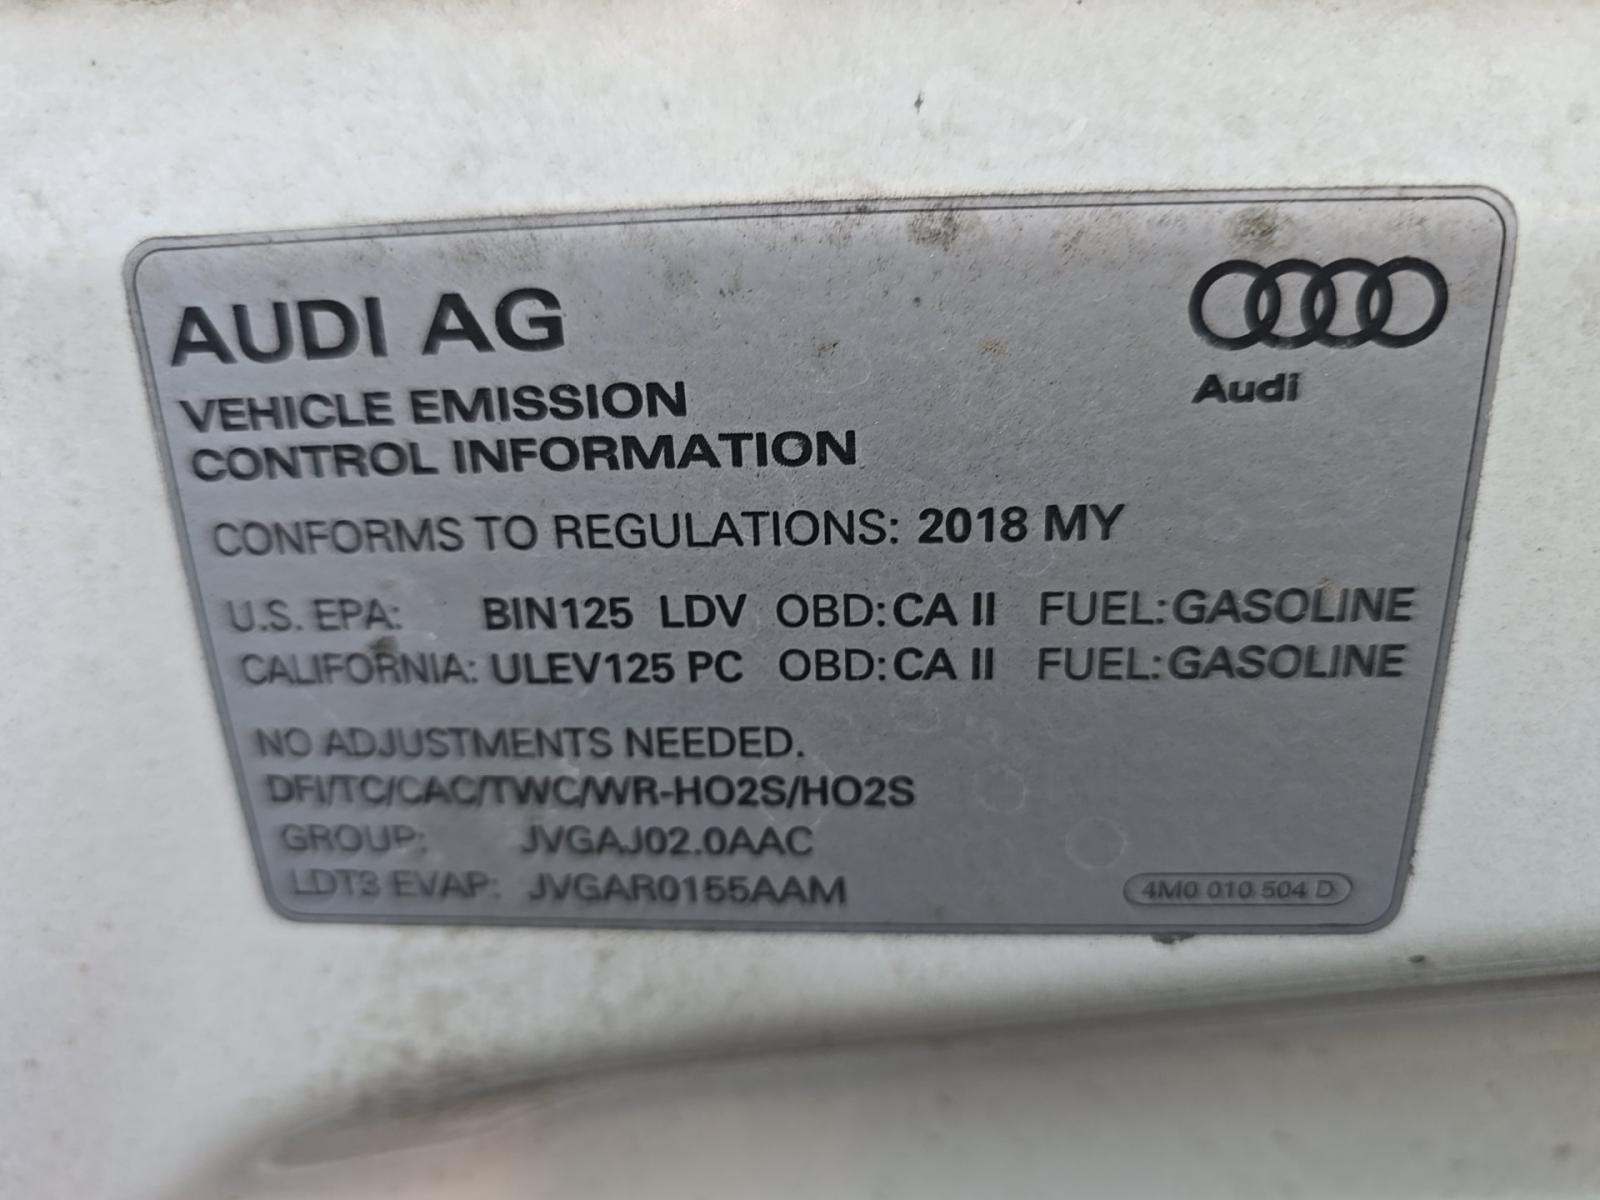 AUDI AG
Audi
VEHICLE EMISSION
CONTROL INFORMATION
CONFORMS TO REGULATIONS: 2018 MY
U.S. EPA: BIN125 LDV OBD: CA II FUEL: GASOLINE
CALIFORNIA: ULEV125 PC OBD: CA II FUEL: GASOLINE
NO ADJUSTMENTS NEEDED.
DFI/TC/CAC/TWC/WR-HO2S/HO2S
GROUP: JVGAJ02.0AAC
LDT3 EVAP: JVGAR0155AAM
4M0 010 504 D